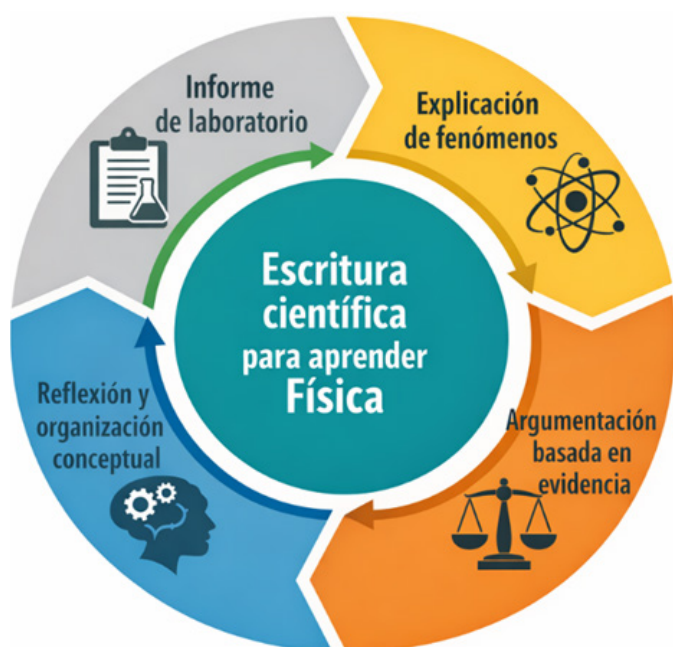 Informe
de laboratorio
Explicación
de fenómenos
Escritura
científica
para aprender
Física
Reflexión y
organización
conceptual
Argumentación
basada en
evidencia